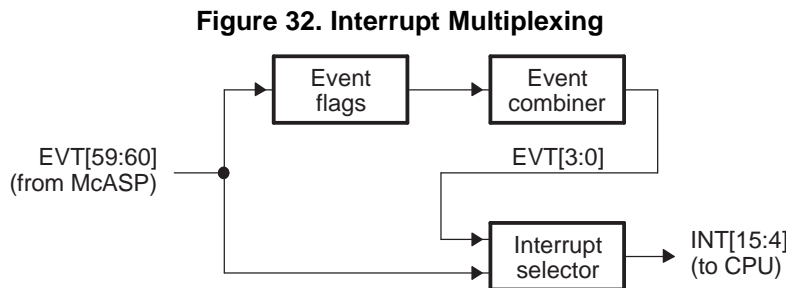 Figure 32. Interrupt Multiplexing
Event
flags
Event
combiner
EVT[59:60]
(from McASP)
EVT[3:0]
Interrupt
selector
INT[15:4]
(to CPU)